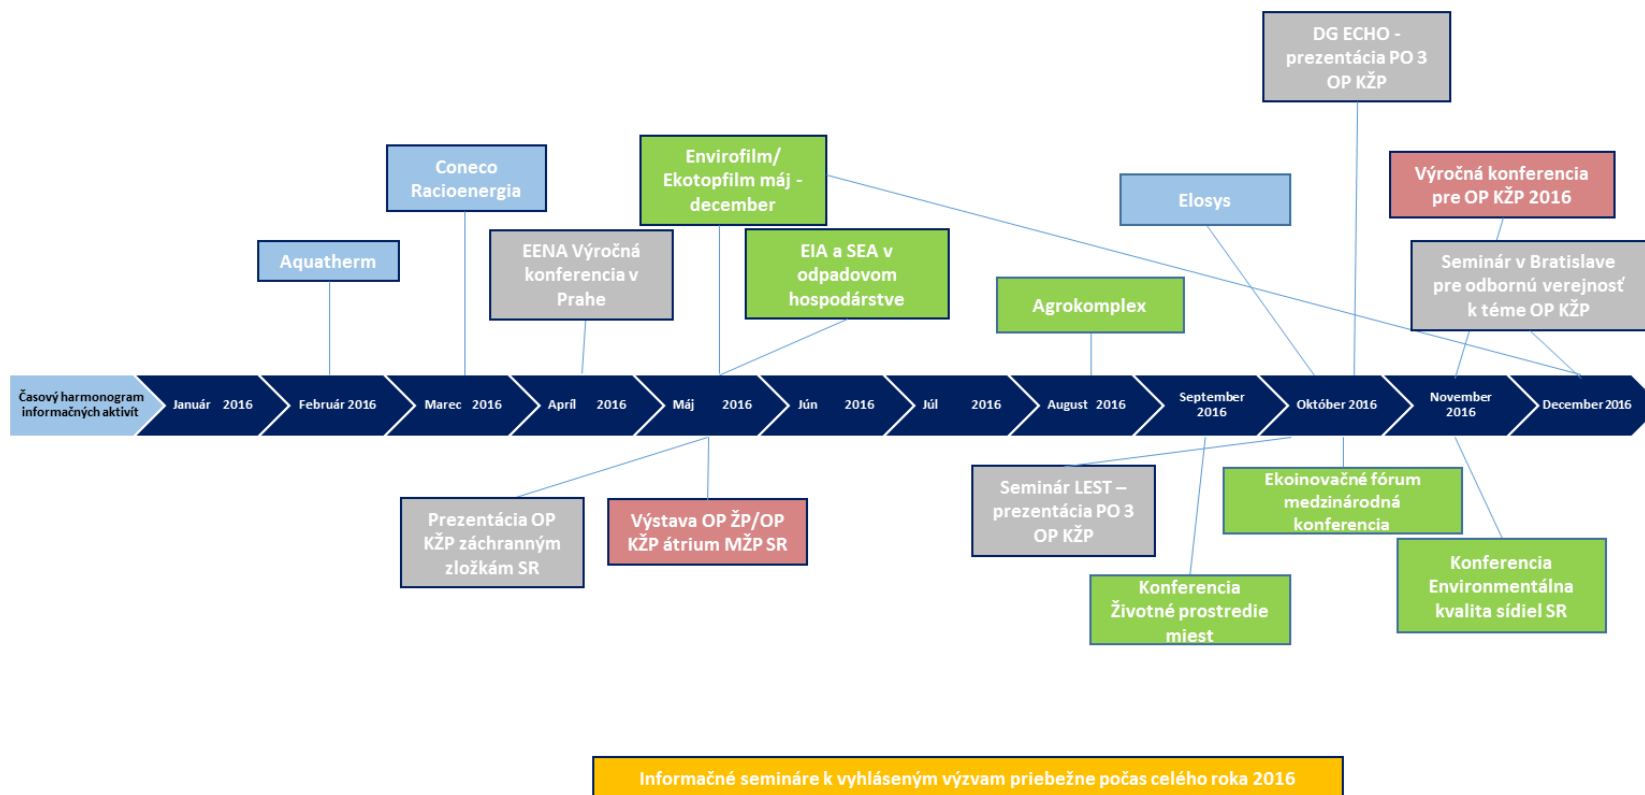 DG ECHO -
prezentácia PO 3
OP KŽP
Envirofilm/
Ekotopfilm máj -
december
Coneco
Racioenergia
Výročná konferencia
pre OP KŽP 2016
Elosys
EENA Výročná
konferencia v
Prahe
EIA a SEA v
odpadovom
hospodárstve
Aquatherm
Seminár v Bratislave
pre odbornú verejnosť
k téme OP KŽP
Agrokomplex
Časový harmonogram
informačných aktivít
Január 2016
Február 2016
Marec 2016
Apríl 2016
Máj 2016
Jún 2016
Júl 2016
August 2016
September
2016
Október 2016
November
2016
December 2016
Prezentácia OP
KŽP záchranným
zložkám SR
Výstava OP ŽP/OP
KŽP átrium MŽP SR
Seminár LEST –
prezentácia PO 3
OP KŽP
Ekoinovačné fórum
medzinárodná
konferencia
Konferencia
Životné prostredie
miest
Konferencia
Environmentálna
kvalita sídiel SR
Informačné semináre k vyhláseným výzvam priebežne počas celého roka 2016